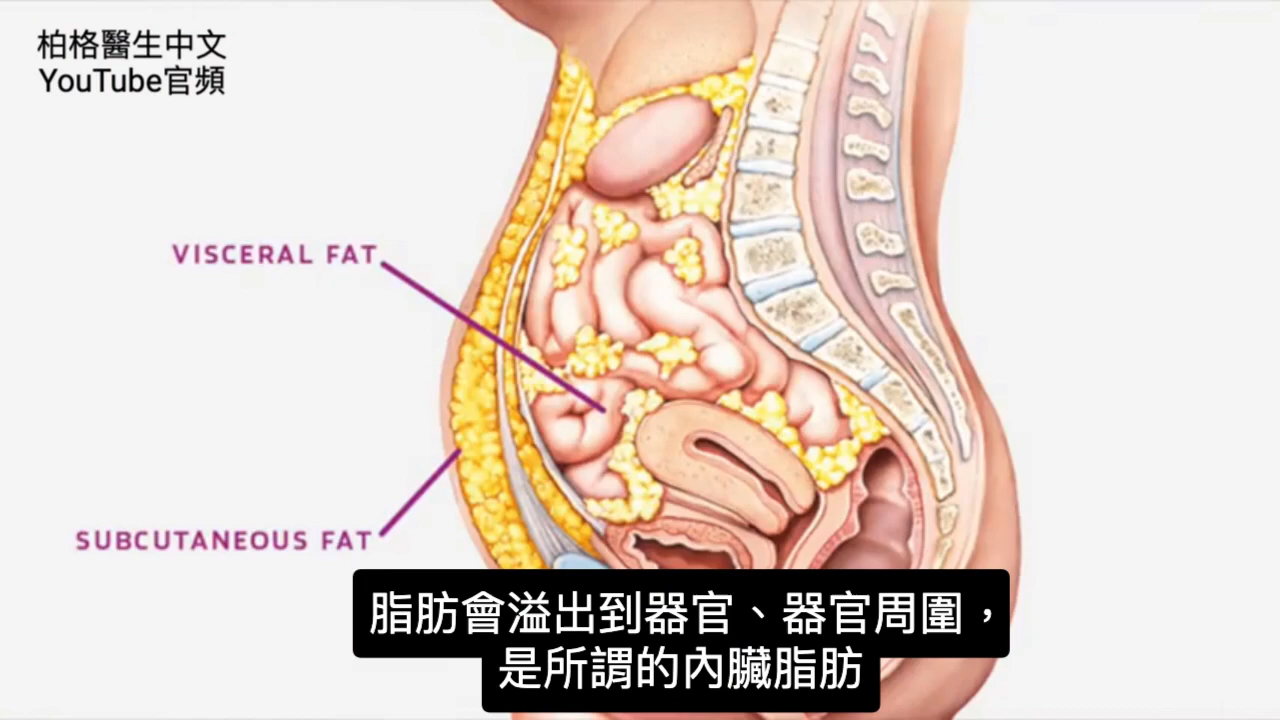 柏格醫生中文
YouTube官頻
VISCERAL FAT
SUBCUTANEOUS FAT
脂肪會溢出到器官、器官周圍，
是所謂的內臟脂肪